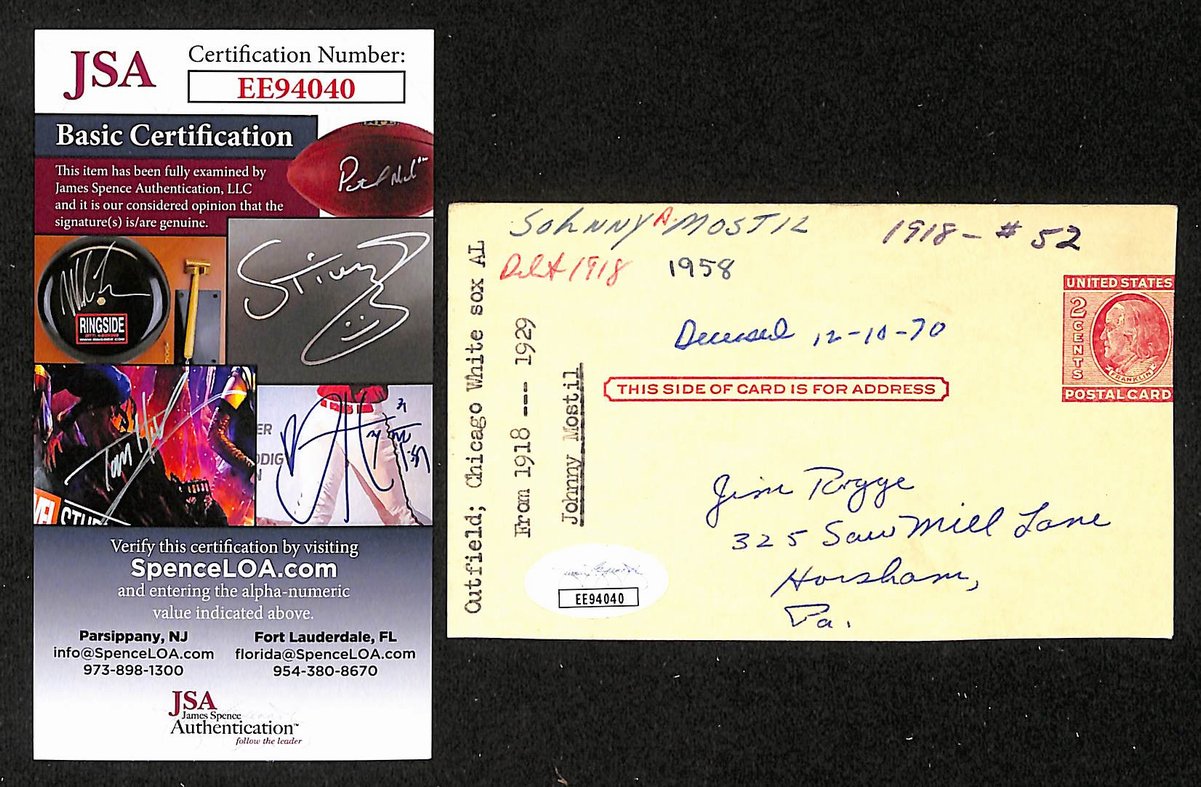 JSA
Certification Number:
EE94040
Basic Certification
This item has been fully examined by
James Spence Authentication, LLC
and it is our considered opinion that the
signature(s) is/are genuine.
RINGSIDE
Verify this certification by visiting
SpenceLOA.com
and entering the alpha-numeric
value indicated above.
Parsippany, NJ
info@SpenceLOA.com
973-898-1300
Fort Lauderdale, FL
florida@SpenceLOA.com
954-380-8670
JSA
James Spence
Authentication™
follow the leader
Outfield; Chicago White sox AL
From 1918 --- 1929
Johnny Mostil
Johnny A. Mostil
1918 - # 52
1918
1958
Deceased 12-10-70
UNITED STATES
2 CENTS
FRANKLIN
POSTAL CARD
THIS SIDE OF CARD IS FOR ADDRESS
Jim
325 Saw Mill Lane
Horsham,
Pa.
EE94040